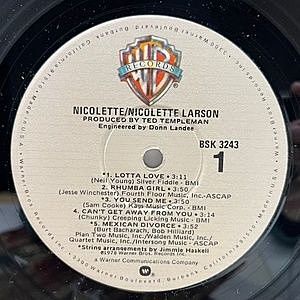 WB
RECORDS
NICOLETTE/NICOLETTE LARSON
PRODUCED BY TED TEMPLEMAN
Engineered by Donn Landee
BSK 3243
1
*1. LOTTA LOVE • 3:11
(Neil Young) Silver Fiddle - BMI
2. RHUMBA GIRL • 3:50
(Jesse Winchester) Fourth Floor Music Inc.-ASCAP
*3. YOU SEND ME • 3:50
(Sam Cooke) Kags Music Corp. - BMI
4. CAN'T GET AWAY FROM YOU • 3:14
(Chunky) Creeping Licking Music - BMI
*5. MEXICAN DIVORCE • 3:52
(Burt Bacharach, Bob Hilliard)
Plan Two Music, Inc./Walden Music, Inc./
Quartet Music, Inc./Intersong Music - ASCAP
*String arrangements by Jimmie Haskell
℗1978 Warner Bros. Records Inc.
a Warner Communications Company